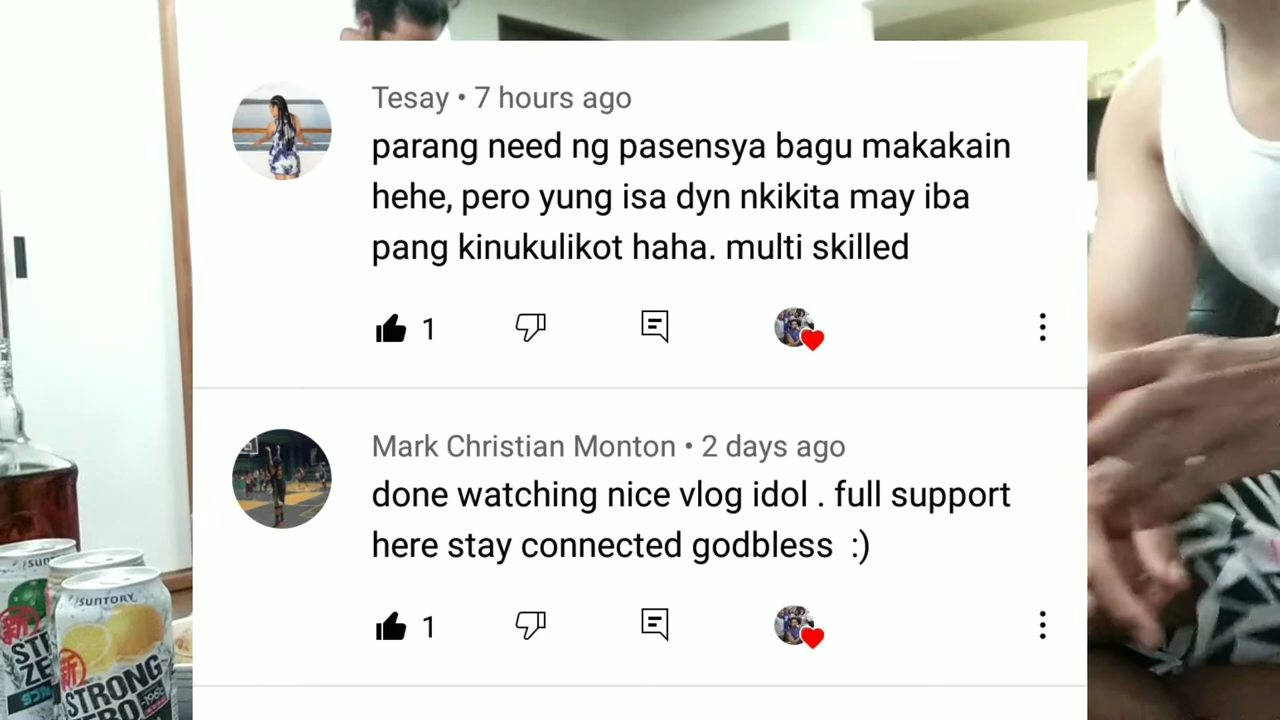 Tesay • 7 hours ago
parang need ng pasensya bagu makakain
hehe, pero yung isa dyn nkikita may iba
pang kinukulikot haha. multi skilled
1
Mark Christian Monton • 2 days ago
done watching nice vlog idol . full support
here stay connected godbless :)
1
SUNTORY
新
STRONG
-196℃